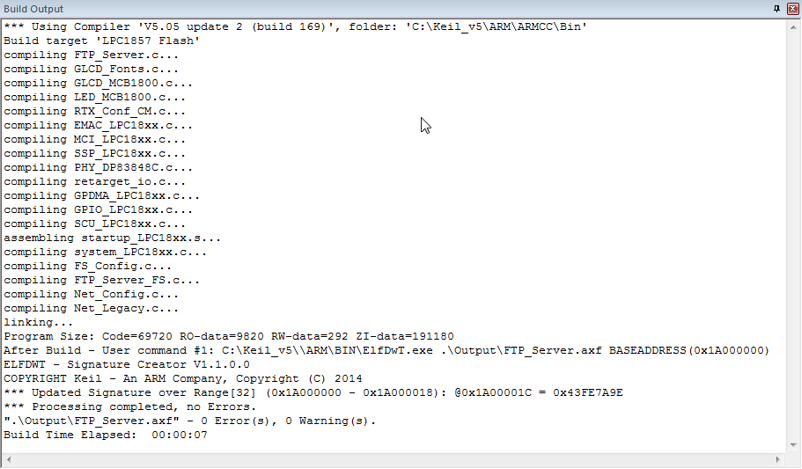 Build Output
*** Using Compiler 'V5.05 update 2 (build 169)', folder: 'C:\Keil_v5\ARM\ARMCC\Bin'
Build target 'LPC1857 Flash'
compiling FTP_Server.c...
compiling GLCD_Fonts.c...
compiling GLCD_MCB1800.c...
compiling LED_MCB1800.c...
compiling RTX_Conf_CM.c...
compiling EMAC_LPC18xx.c...
compiling MCI_LPC18xx.c...
compiling SSP_LPC18xx.c...
compiling PHY_DP83848C.c...
compiling retarget_io.c...
compiling GPDMA_LPC18xx.c...
compiling GPIO_LPC18xx.c...
compiling SCU_LPC18xx.c...
assembling startup_LPC18xx.s...
compiling system_LPC18xx.c...
compiling FS_Config.c...
compiling FTP_Server_FS.c...
compiling Net_Config.c...
compiling Net_Legacy.c...
linking...
Program Size: Code=69720 RO-data=9820 RW-data=292 ZI-data=191180
After Build - User command #1: C:\Keil_v5\\ARM\BIN\ElfDwT.exe .\Output\FTP_Server.axf BASEADDRESS(0x1A000000)
ELFDWT - Signature Creator V1.1.0.0
COPYRIGHT Keil - An ARM Company, Copyright (C) 2014
*** Updated Signature over Range[32] (0x1A000000 - 0x1A000018): @0x1A00001C = 0x43FE7A9E
*** Processing completed, no Errors.
".\Output\FTP_Server.axf" - 0 Error(s), 0 Warning(s).
Build Time Elapsed:  00:00:07